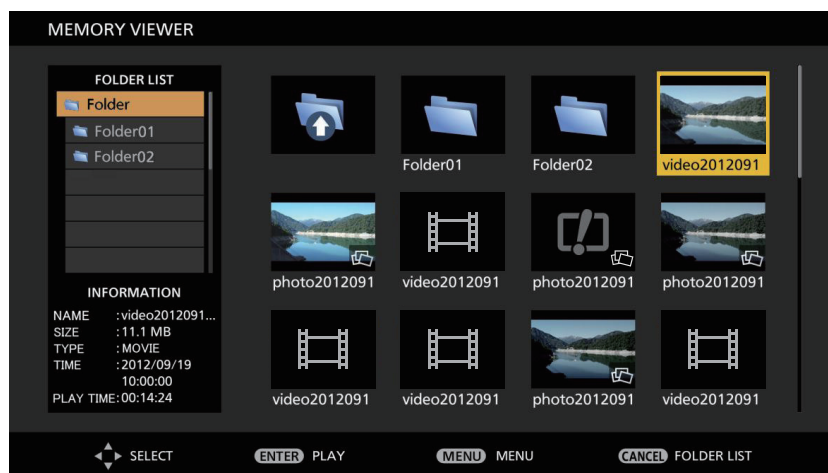 MEMORY VIEWER
FOLDER LIST
Folder
Folder01
Folder02
INFORMATION
NAME :video2012091...
SIZE :11.1 MB
TYPE :MOVIE
TIME :2012/09/19
10:00:00
PLAY TIME:00:14:24
Folder01
Folder02
video2012091
photo2012091
video2012091
photo2012091
photo2012091
video2012091
video2012091
photo2012091
video2012091
SELECT
ENTER PLAY
MENU MENU
CANCEL FOLDER LIST